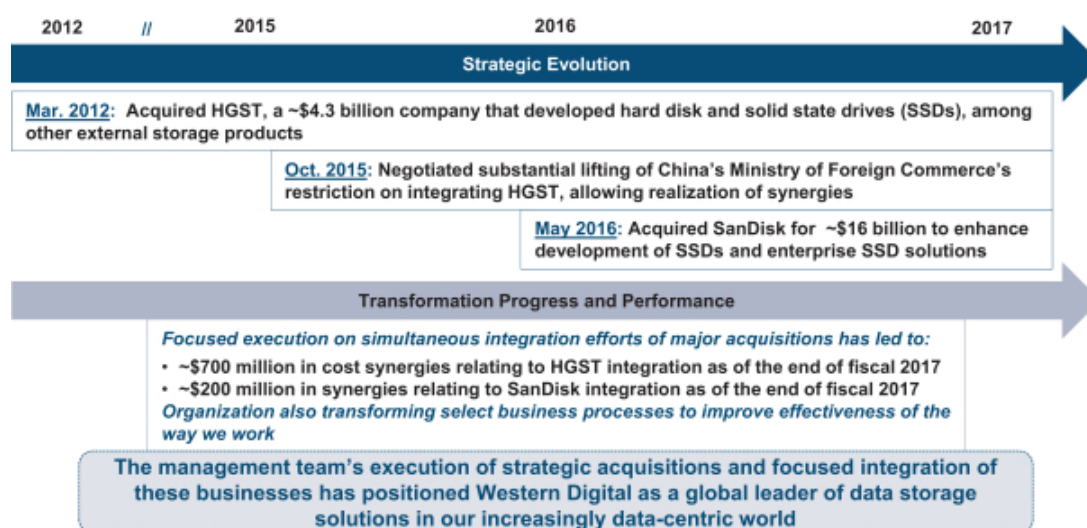 2012 // 2015 2016 2017
Strategic Evolution
Mar. 2012: Acquired HGST, a ~$4.3 billion company that developed hard disk and solid state drives (SSDs), among
other external storage products
Oct. 2015: Negotiated substantial lifting of China's Ministry of Foreign Commerce's
restriction on integrating HGST, allowing realization of synergies
May 2016: Acquired SanDisk for ~$16 billion to enhance
development of SSDs and enterprise SSD solutions
Transformation Progress and Performance
Focused execution on simultaneous integration efforts of major acquisitions has led to:
• ~$700 million in cost synergies relating to HGST integration as of the end of fiscal 2017
• ~$200 million in synergies relating to SanDisk integration as of the end of fiscal 2017
Organization also transforming select business processes to improve effectiveness of the
way we work
The management team's execution of strategic acquisitions and focused integration of
these businesses has positioned Western Digital as a global leader of data storage
solutions in our increasingly data-centric world